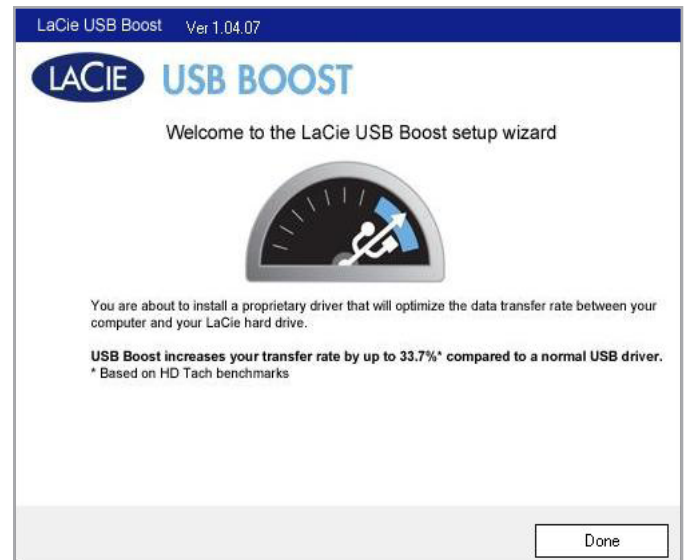 LaCie USB Boost Ver 1.04.07
LACIE USB BOOST
Welcome to the LaCie USB Boost setup wizard
You are about to install a proprietary driver that will optimize the data transfer rate between your
computer and your LaCie hard drive.
USB Boost increases your transfer rate by up to 33.7%* compared to a normal USB driver.
* Based on HD Tach benchmarks
Done